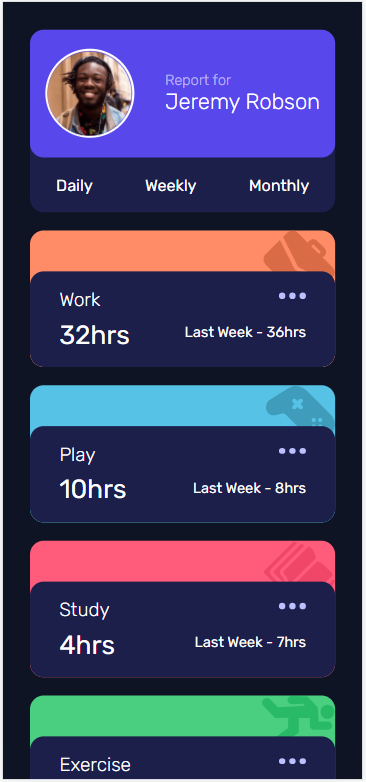 Report for
Jeremy Robson
Daily Weekly Monthly
Work
32hrs Last Week - 36hrs
Play
10hrs Last Week - 8hrs
Study
4hrs Last Week - 7hrs
Exercise